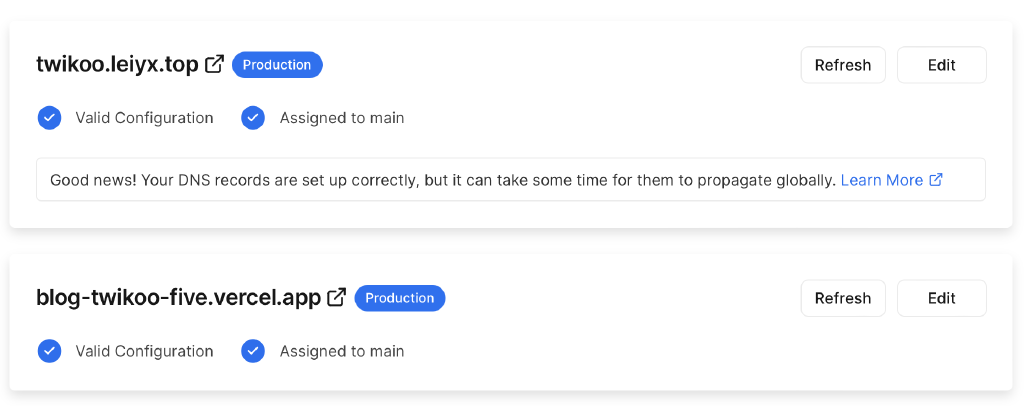 twikoo.leiyx.top Production Refresh Edit
Valid Configuration Assigned to main
Good news! Your DNS records are set up correctly, but it can take some time for them to propagate globally. Learn More
blog-twikoo-five.vercel.app Production Refresh Edit
Valid Configuration Assigned to main